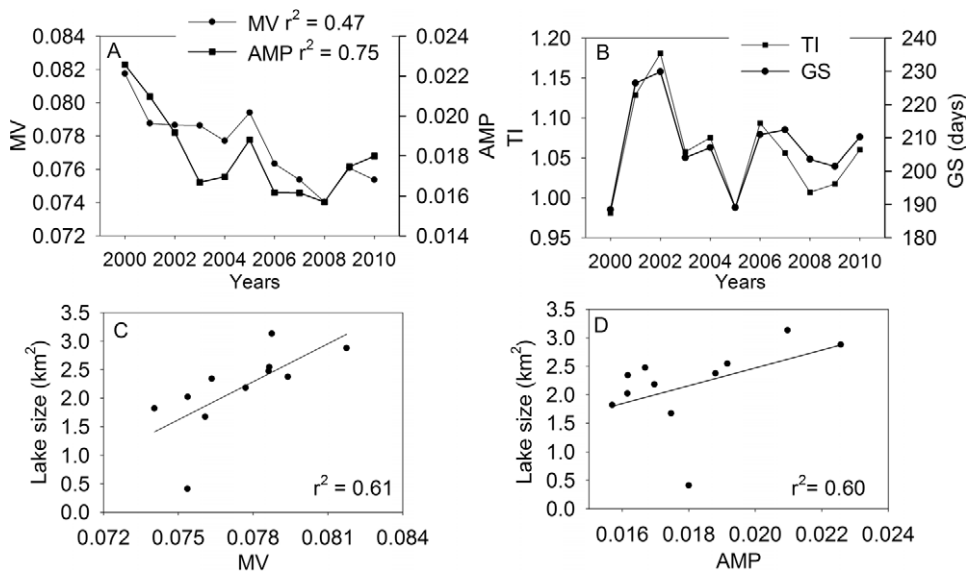 MV r² = 0.47
AMP r² = 0.75
A
0.084
0.082
0.080
0.078
0.076
0.074
0.072
MV
0.024
0.022
0.020
0.018
0.016
0.014
AMP
2000 2002 2004 2006 2008 2010
Years
B
TI
GS
1.20
1.15
1.10
1.05
1.00
0.95
TI
240
230
220
210
200
190
180
GS (days)
2000 2002 2004 2006 2008 2010
Years
C
3.5
3.0
2.5
2.0
1.5
1.0
0.5
0.0
Lake size (km²)
r² = 0.61
0.072 0.075 0.078 0.081 0.084
MV
D
3.5
3.0
2.5
2.0
1.5
1.0
0.5
0.0
Lake size (km²)
r²= 0.60
0.016 0.018 0.020 0.022 0.024
AMP